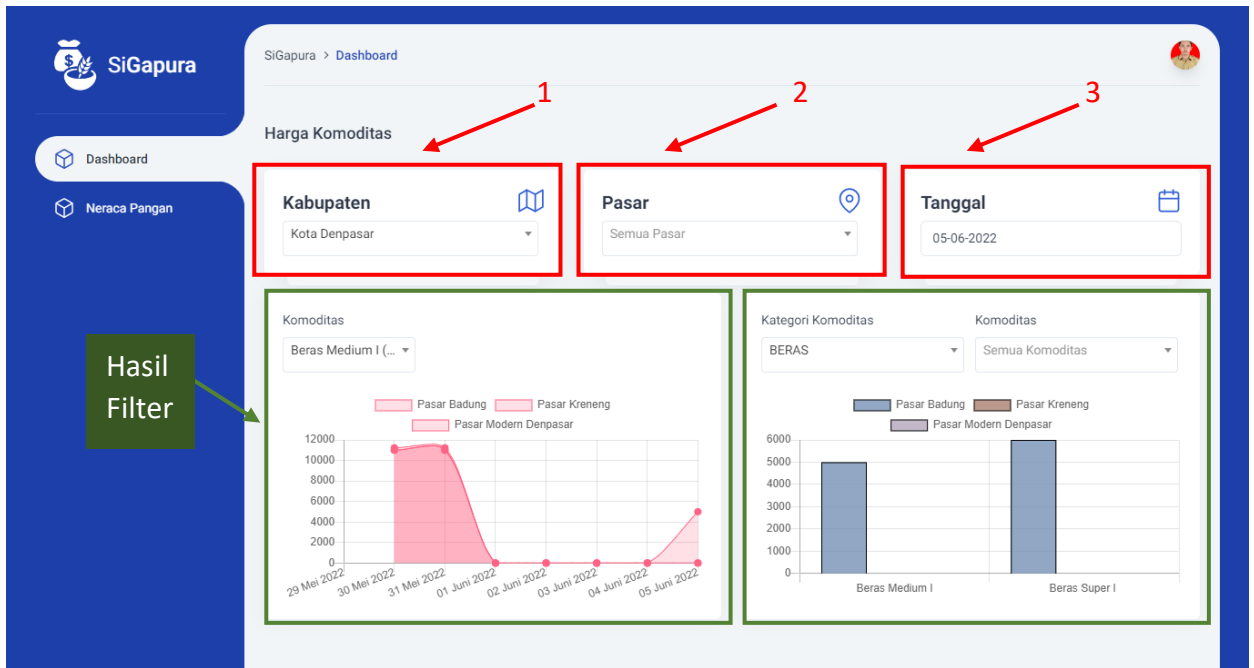 SiGapura
SiGapura > Dashboard
1
2
3
Harga Komoditas
Dashboard
Neraca Pangan
Kabupaten
Kota Denpasar
Pasar
Semua Pasar
Tanggal
05-06-2022
Hasil
Filter
Komoditas
Beras Medium I (...
Pasar Badung
Pasar Kreneng
Pasar Modern Denpasar
12000
10000
8000
6000
4000
2000
0
29 Mei 2022
30 Mei 2022
31 Mei 2022
01 Juni 2022
02 Juni 2022
03 Juni 2022
04 Juni 2022
05 Juni 2022
Kategori Komoditas
BERAS
Komoditas
Semua Komoditas
Pasar Badung
Pasar Kreneng
Pasar Modern Denpasar
6000
5000
4000
3000
2000
1000
0
Beras Medium I
Beras Super I